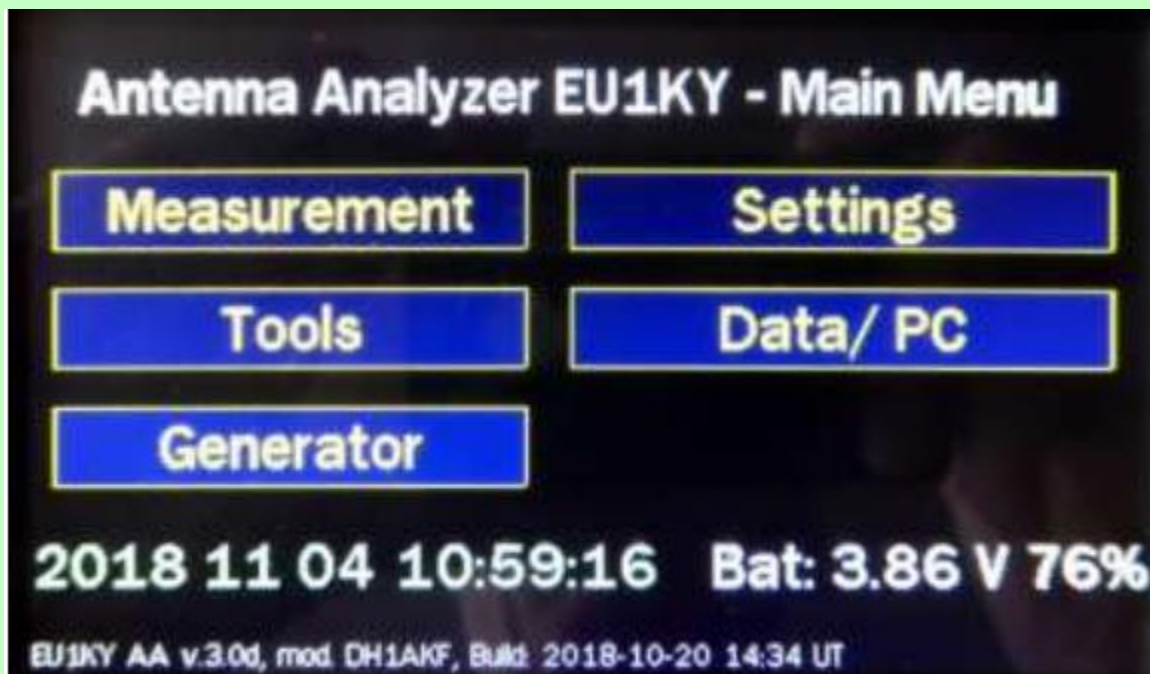 Antenna Analyzer EU1KY - Main Menu
Measurement Settings
Tools Data/ PC
Generator
2018 11 04 10:59:16 Bat: 3.86 V 76%
EU1KY AA v.3.0d, mod. DH1AKF, Build: 2018-10-20 14:34 UT